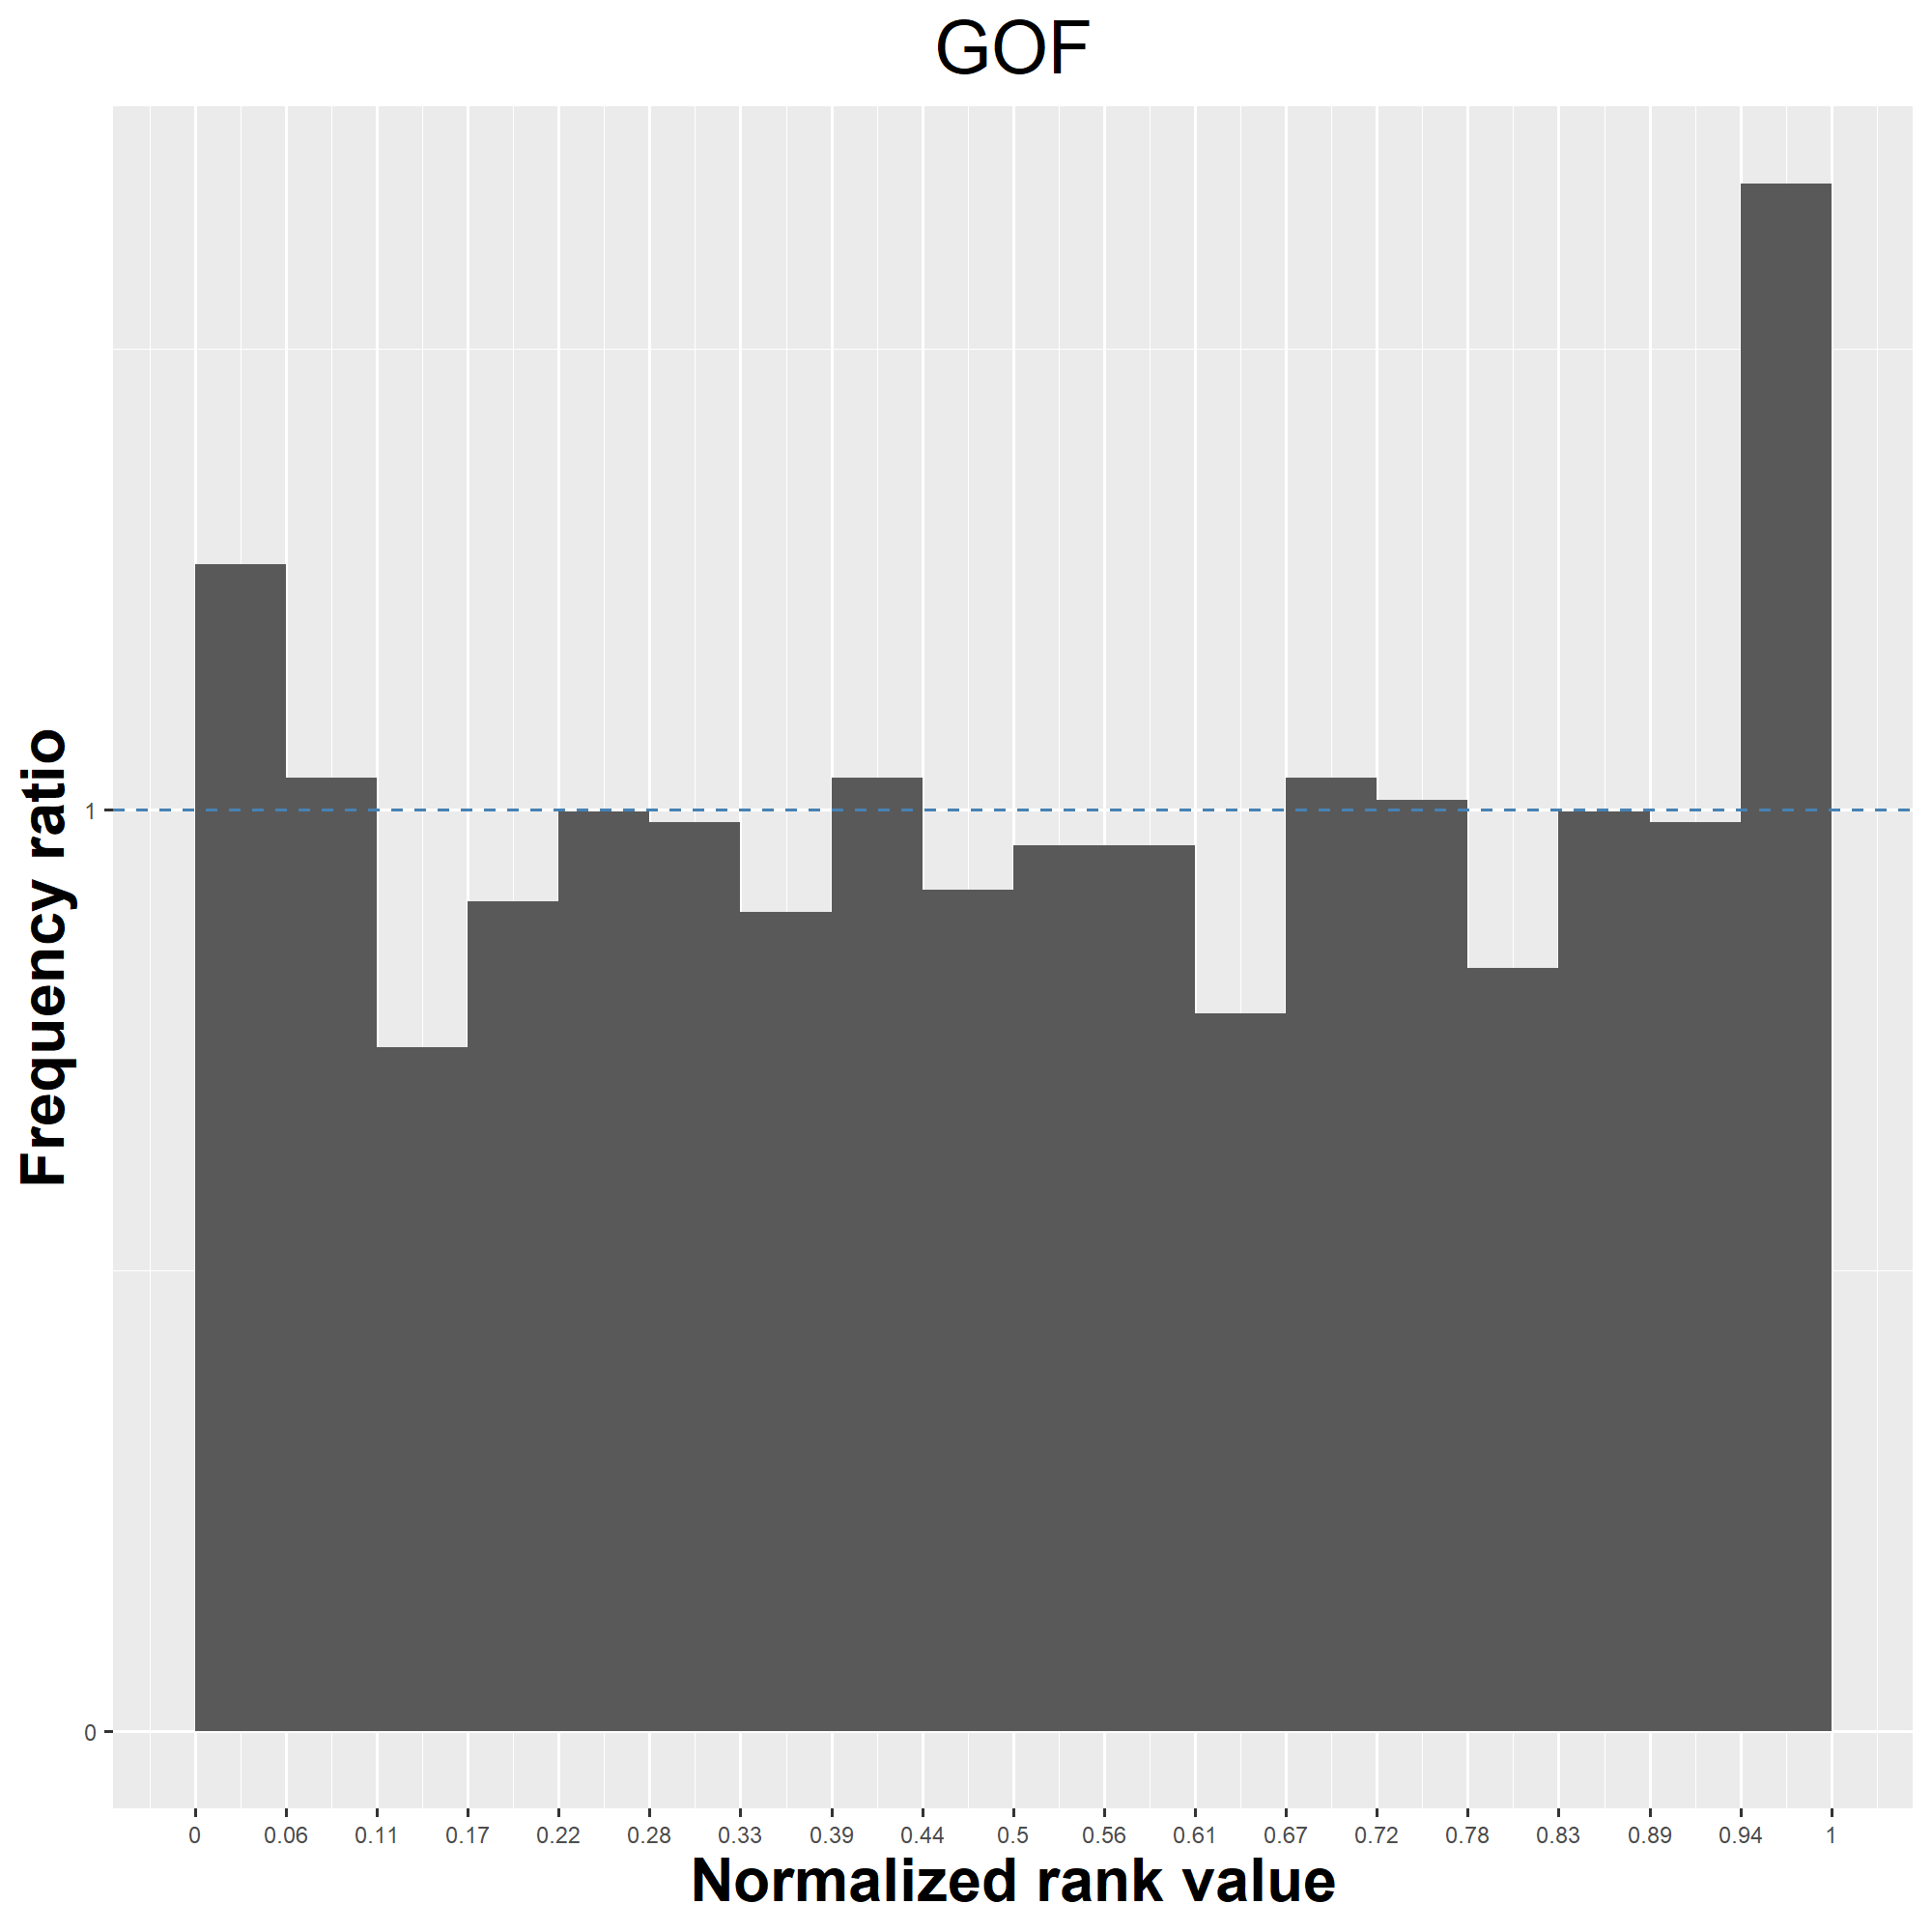 GOF
Frequency ratio
1
0
0 0.06 0.11 0.17 0.22 0.28 0.33 0.39 0.44 0.5 0.56 0.61 0.67 0.72 0.78 0.83 0.89 0.94 1
Normalized rank value